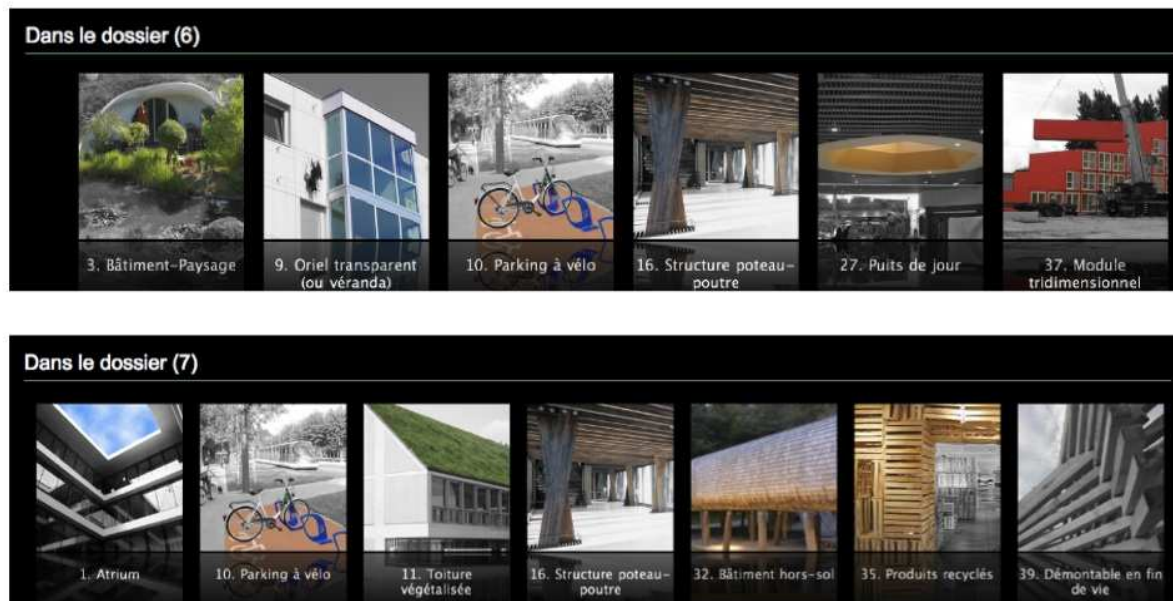 Dans le dossier (6)
3. Bâtiment-Paysage
9. Oriel transparent
(ou véranda)
10. Parking à vélo
16. Structure poteau-
poutre
27. Puits de jour
37. Module
tridimensionnel
Dans le dossier (7)
1. Atrium
10. Parking à vélo
11. Toiture
végétalisée
16. Structure poteau-
poutre
32. Bâtiment hors-sol
35. Produits recyclés
39. Démontable en fin
de vie